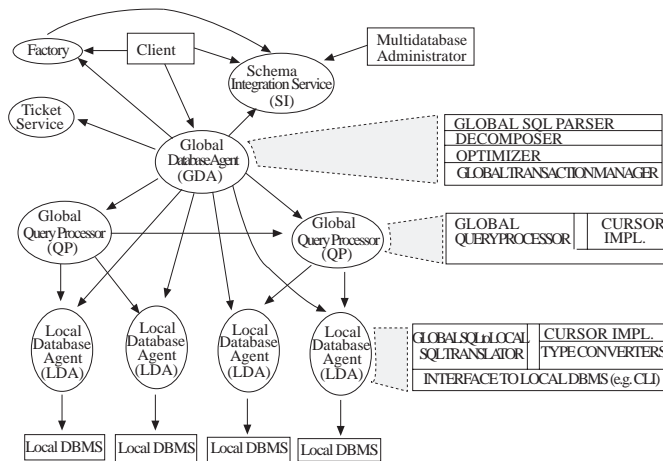 Factory
Client
Multidatabase
Administrator
Schema
Integration Service
(SI)
Ticket
Service
Global
Database Agent
(GDA)
GLOBAL SQL PARSER
DECOMPOSER
OPTIMIZER
GLOBAL TRANSACTION MANAGER
Global
Query Processor
(QP)
Global
Query Processor
(QP)
GLOBAL
QUERY PROCESSOR
CURSOR
IMPL.
Local
Database
Agent
(LDA)
Local
Database
Agent
(LDA)
Local
Database
Agent
(LDA)
Local
Database
Agent
(LDA)
GLOBAL SQL to LOCAL
SQL TRANSLATOR
CURSOR IMPL.
TYPE CONVERTERS
INTERFACE TO LOCAL DBMS (e.g. CLI)
Local DBMS
Local DBMS
Local DBMS
Local DBMS